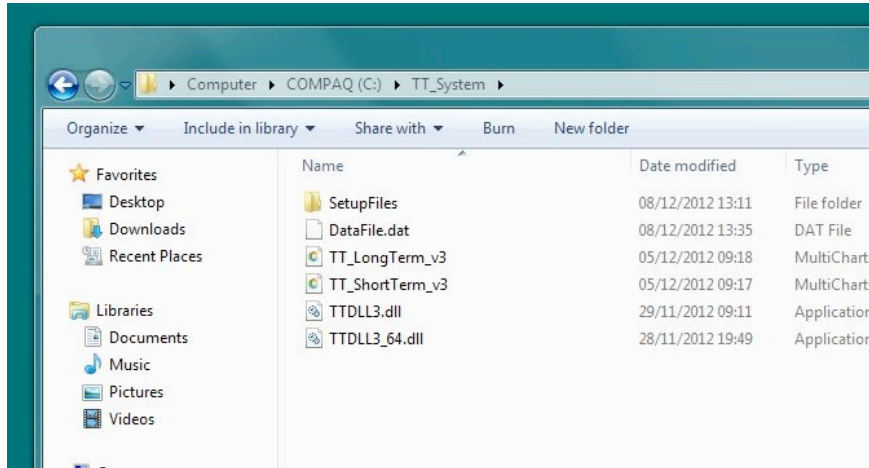 Computer COMPAQ (C:) TT_System
Organize Include in library Share with Burn New folder
Favorites
Desktop
Downloads
Recent Places
Libraries
Documents
Music
Pictures
Videos
Name Date modified Type
SetupFiles 08/12/2012 13:11 File folder
DataFile.dat 08/12/2012 13:35 DAT File
TT_LongTerm_v3 05/12/2012 09:18 MultiChart
TT_ShortTerm_v3 05/12/2012 09:17 MultiChart
TTDLL3.dll 29/11/2012 09:11 Application
TTDLL3_64.dll 28/11/2012 19:49 Application